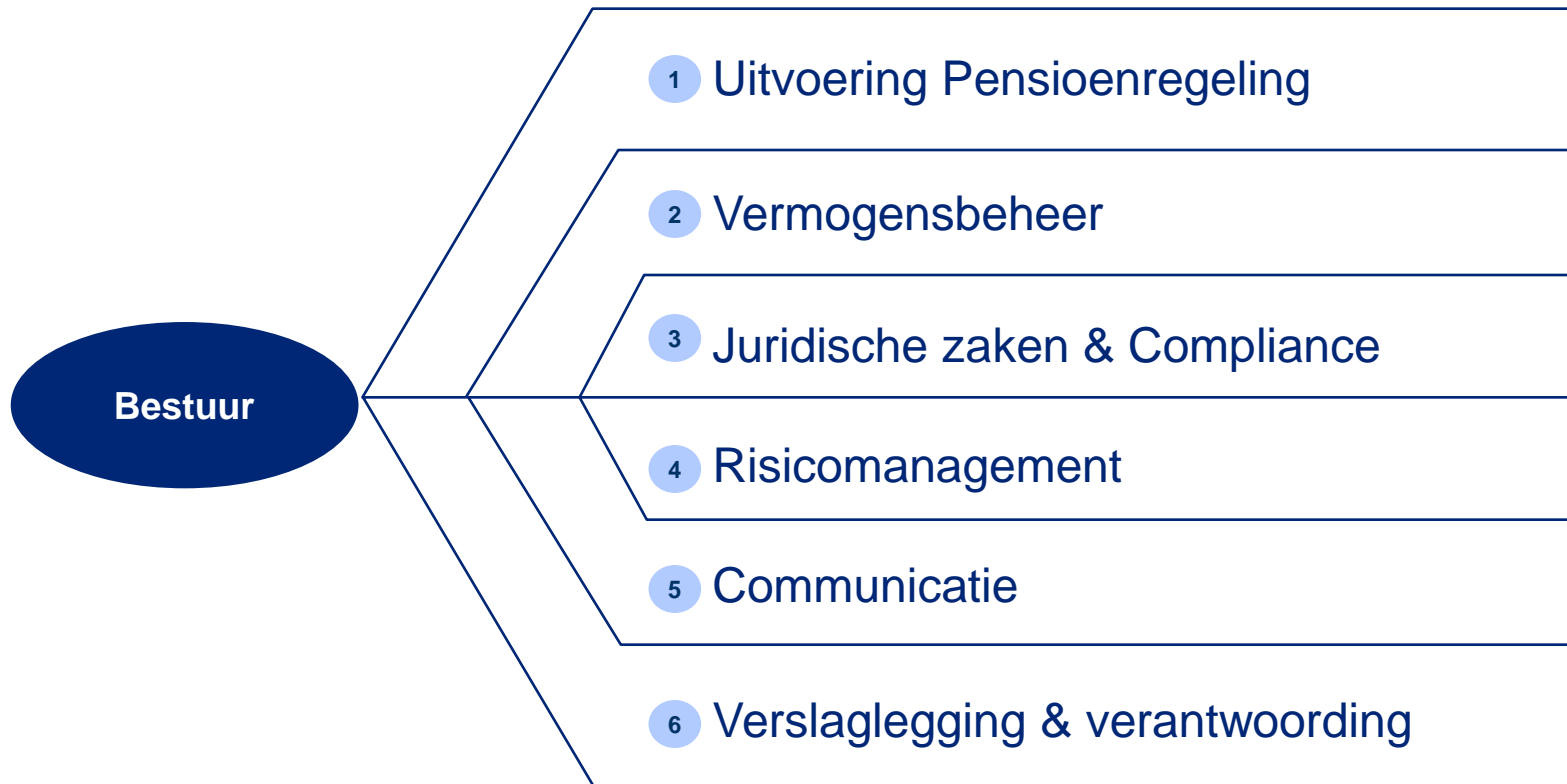 1 Uitvoering Pensioenregeling
2 Vermogensbeheer
3 Juridische zaken & Compliance
Bestuur
4 Risicomanagement
5 Communicatie
6 Verslaglegging & verantwoording